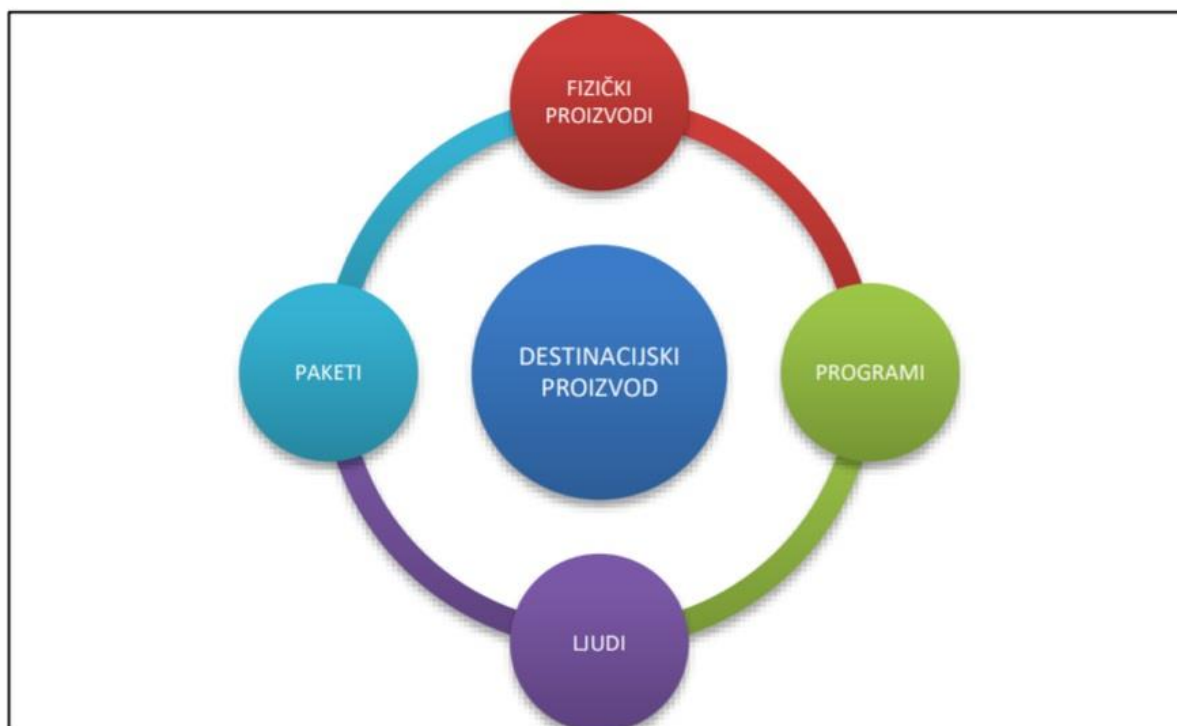 FIZIČKI
PROIZVODI
PAKETI
DESTINACIJSKI
PROIZVOD
PROGRAMI
LJUDI